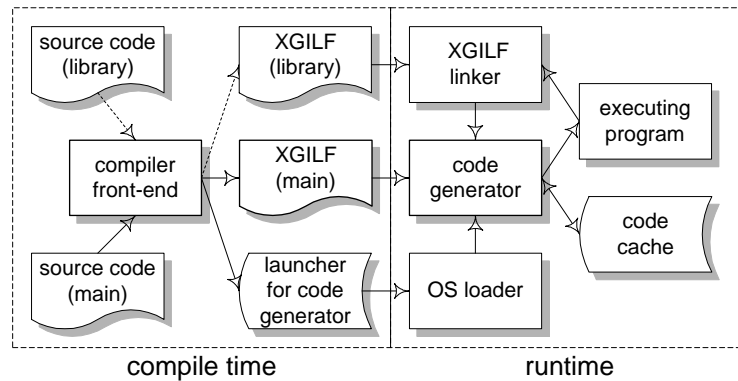 source code
(library)
XGILF
(library)
XGILF
linker
executing
program
compiler
front-end
XGILF
(main)
code
generator
code
cache
source code
(main)
launcher
for code
generator
OS loader
compile time
runtime